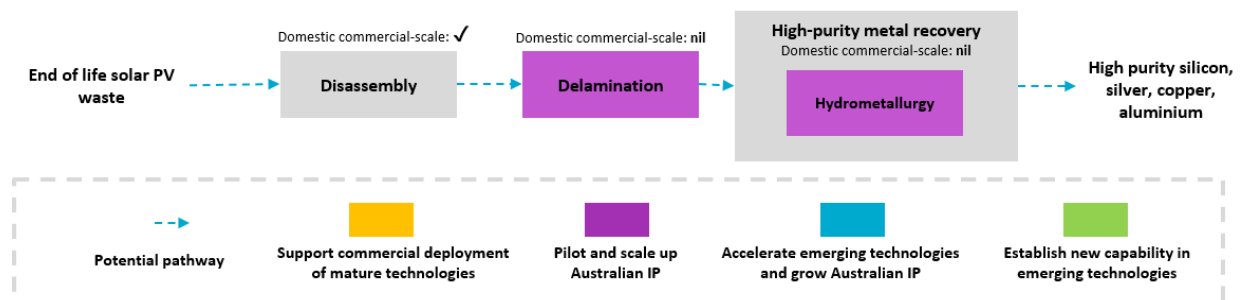 Domestic commercial-scale: ✓
Domestic commercial-scale: nil
High-purity metal recovery
Domestic commercial-scale: nil
End of life solar PV
waste
Disassembly
Delamination
Hydrometallurgy
High purity silicon,
silver, copper,
aluminium
Potential pathway
Support commercial deployment
of mature technologies
Pilot and scale up
Australian IP
Accelerate emerging technologies
and grow Australian IP
Establish new capability in
emerging technologies